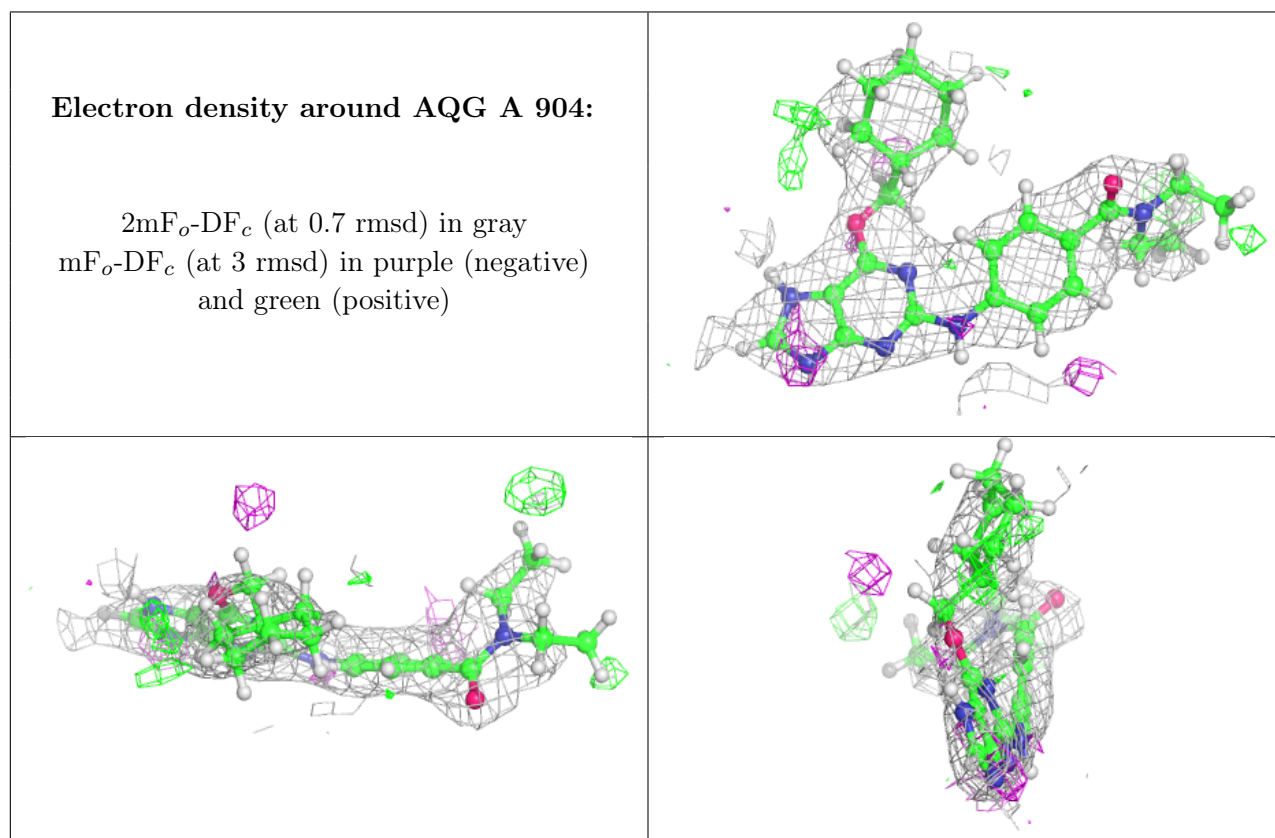 Electron density around AQG A 904:
2mFₒ-DF𝒸 (at 0.7 rmsd) in gray
mFₒ-DF𝒸 (at 3 rmsd) in purple (negative)
and green (positive)